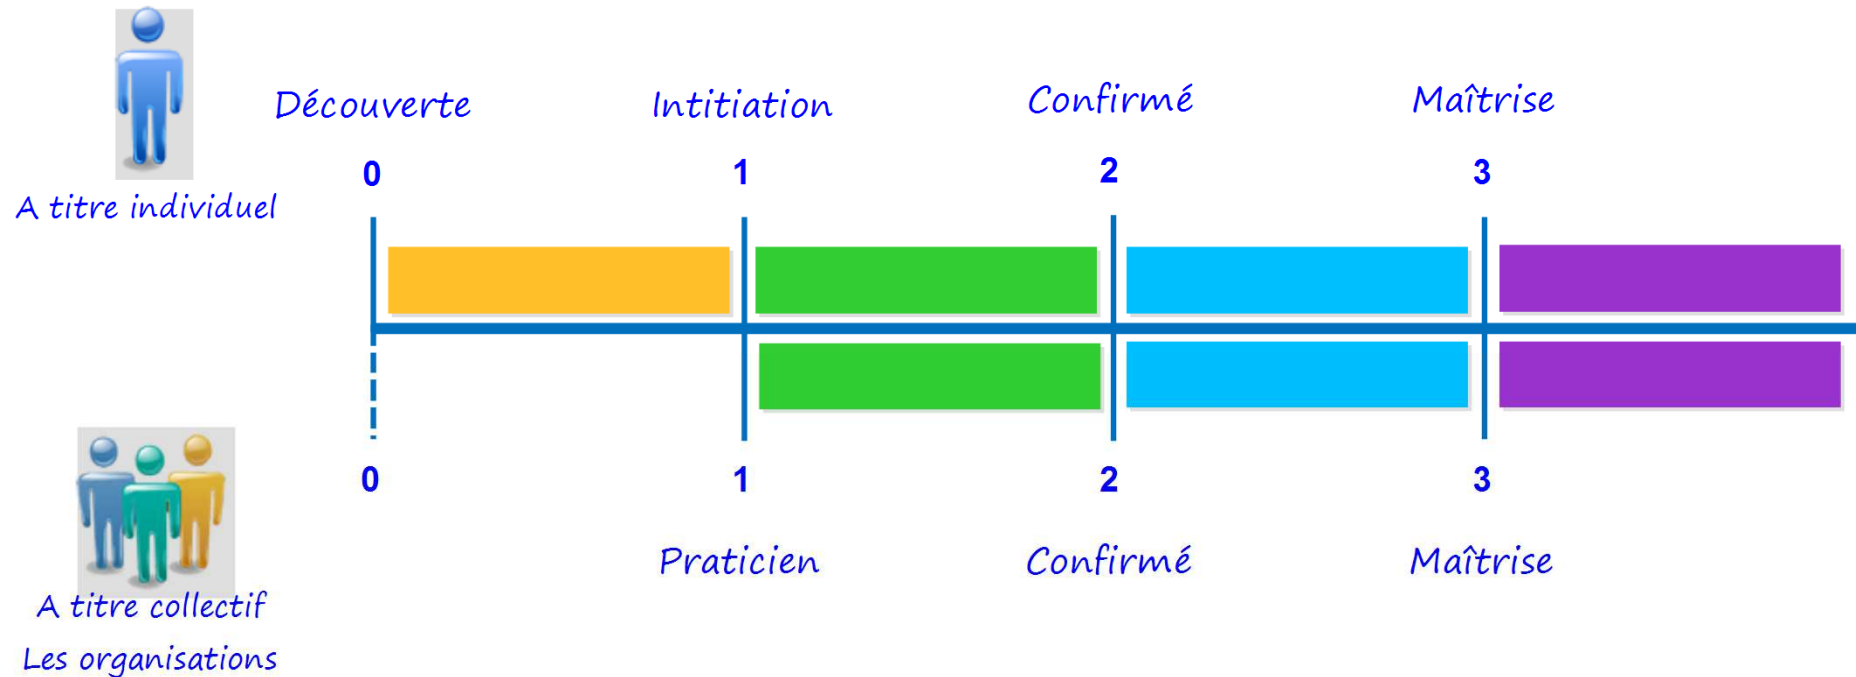 Découverte
Intitiation
Confirmé
Maîtrise
0
1
2
3
A titre individuel
0
1
2
3
Praticien
Confirmé
Maîtrise
A titre collectif
Les organisations